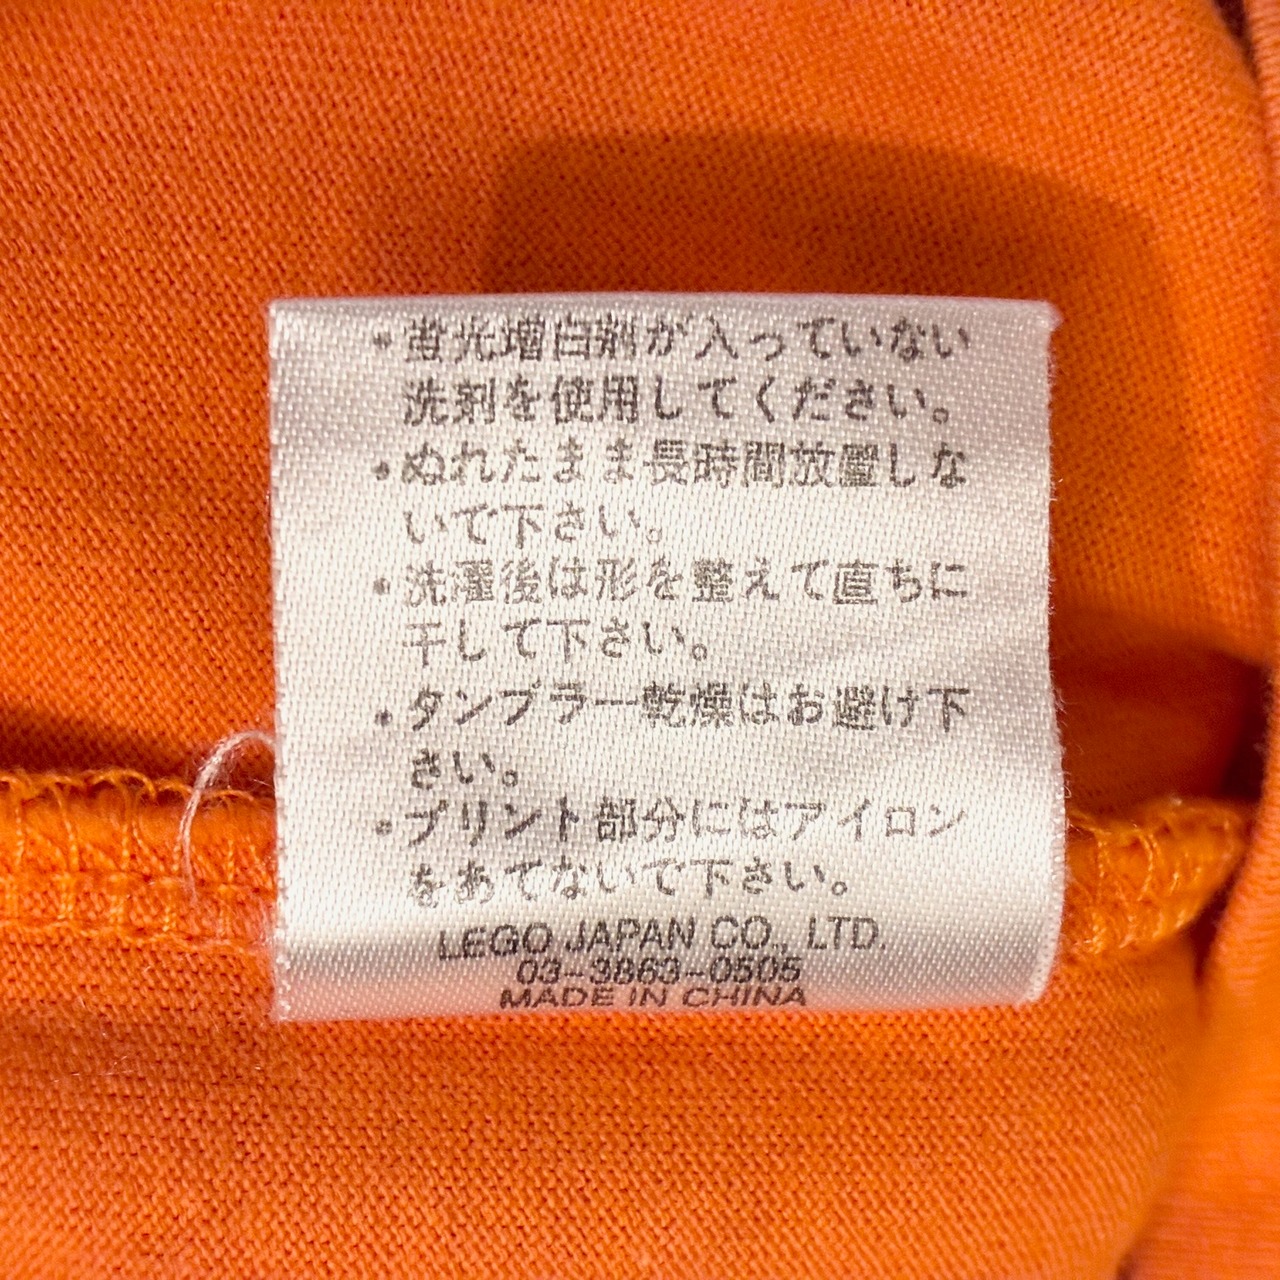 ・蛍光増白剤が入っていない
洗剤を使用してください。
・ぬれたまま長時間放置しな
いで下さい。
・洗濯後は形を整えて直ちに
干して下さい。
・タンブラー乾燥はお避け下
さい。
・プリント部分にはアイロン
をあてないで下さい。
LEGO JAPAN CO., LTD.
03-3863-0505
MADE IN CHINA